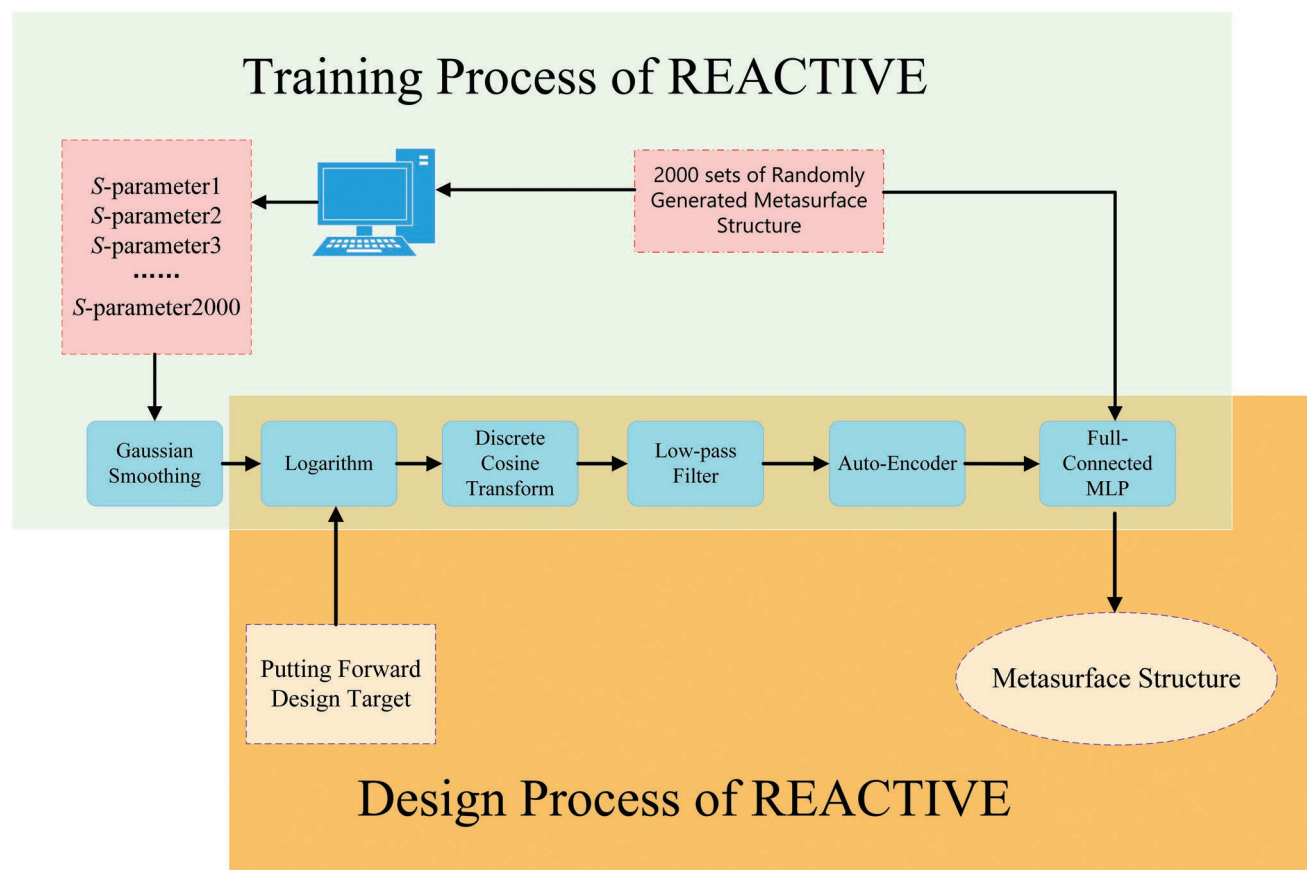 Training Process of REACTIVE
S-parameter1
S-parameter2
S-parameter3
......
S-parameter2000
2000 sets of Randomly
Generated Metasurface
Structure
Gaussian
Smoothing
Logarithm
Discrete
Cosine
Transform
Low-pass
Filter
Auto-Encoder
Full-
Connected
MLP
Putting Forward
Design Target
Metasurface Structure
Design Process of REACTIVE